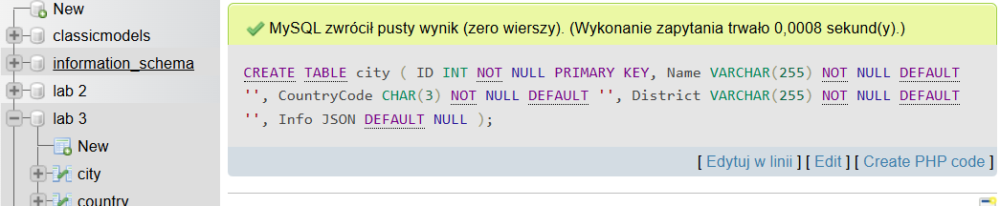 New
classicmodels
information_schema
lab 2
lab 3
New
city
country
MySQL zwrócił pusty wynik (zero wierszy). (Wykonanie zapytania trwało 0,0008 sekund(y).)
CREATE TABLE city ( ID INT NOT NULL PRIMARY KEY, Name VARCHAR(255) NOT NULL DEFAULT
'', CountryCode CHAR(3) NOT NULL DEFAULT '', District VARCHAR(255) NOT NULL DEFAULT
'', Info JSON DEFAULT NULL );
[ Edytuj w linii ] [ Edit ] [ Create PHP code ]